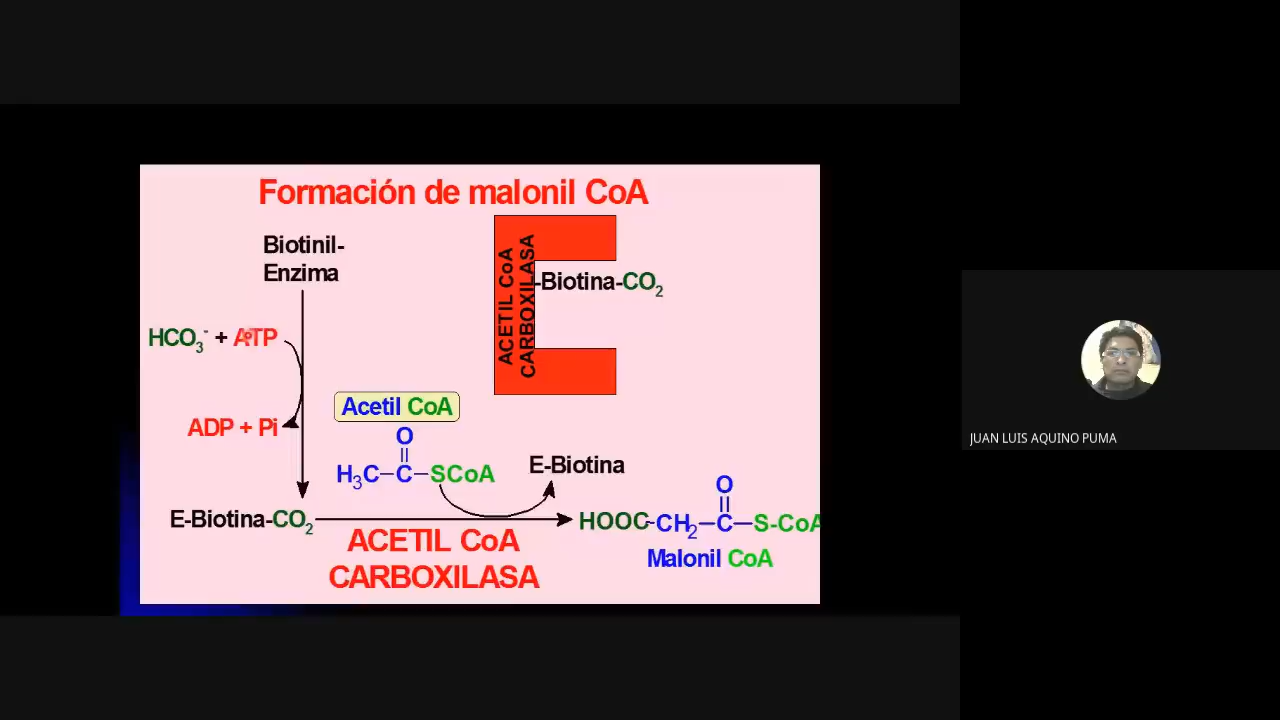 Formación de malonil CoA
Biotinil-
Enzima
HCO3- + ATP
ADP + Pi
E-Biotina-CO2
ACETIL CoA
CARBOXILASA
-Biotina-CO2
Acetil CoA
O
H3C-C-SCoA
E-Biotina
ACETIL CoA
CARBOXILASA
O
HOOC-CH2-C-S-CoA
Malonil CoA
JUAN LUIS AQUINO PUMA